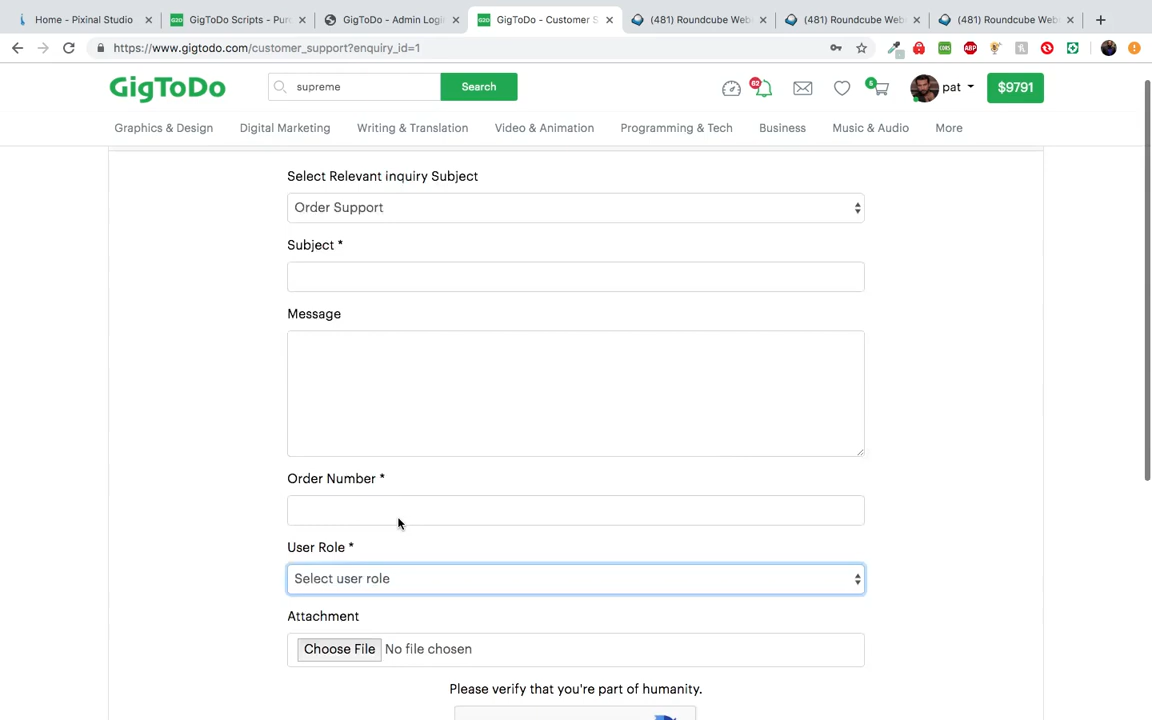 Home - Pixinal Studio
GigToDo Scripts - Pur
GigToDo - Admin Logi
GigToDo - Customer S
(481) Roundcube Web
(481) Roundcube Web
(481) Roundcube Web
https://www.gigtodo.com/customer_support?enquiry_id=1
GigToDo
supreme
Search
62
5
pat
$9791
Graphics & Design
Digital Marketing
Writing & Translation
Video & Animation
Programming & Tech
Business
Music & Audio
More
Select Relevant inquiry Subject
Order Support
Subject *
Message
Order Number *
User Role *
Select user role
Attachment
Choose File No file chosen
Please verify that you're part of humanity.